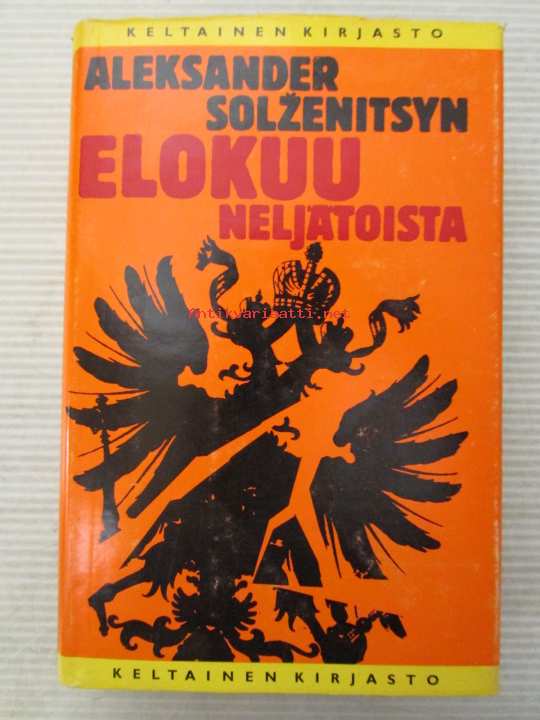 KELTAINEN KIRJASTO
ALEKSANDER
SOLŽENITSYN
ELOKUU
NELJÄTOISTA
Antikvariaatti.net
KELTAINEN KIRJASTO